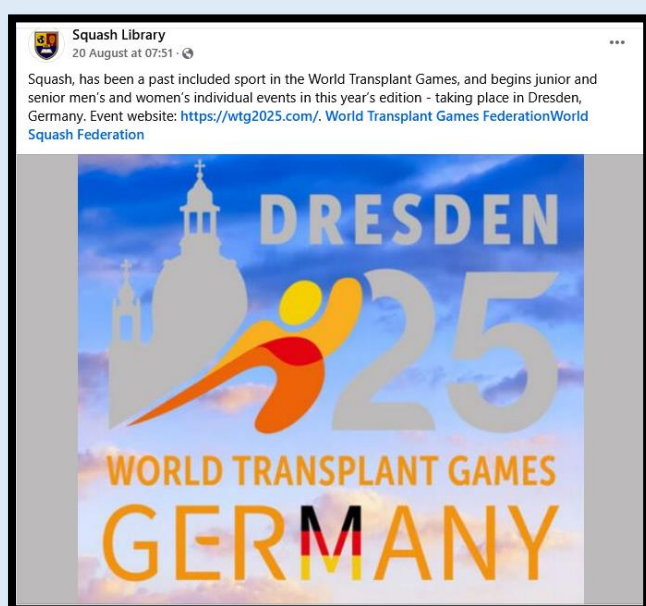 Squash Library
20 August at 07:51 ·
Squash, has been a past included sport in the World Transplant Games, and begins junior and
senior men's and women's individual events in this year's edition - taking place in Dresden,
Germany. Event website: https://wtg2025.com/. World Transplant Games FederationWorld
Squash Federation
DRESDEN
25
WORLD TRANSPLANT GAMES
GERMANY